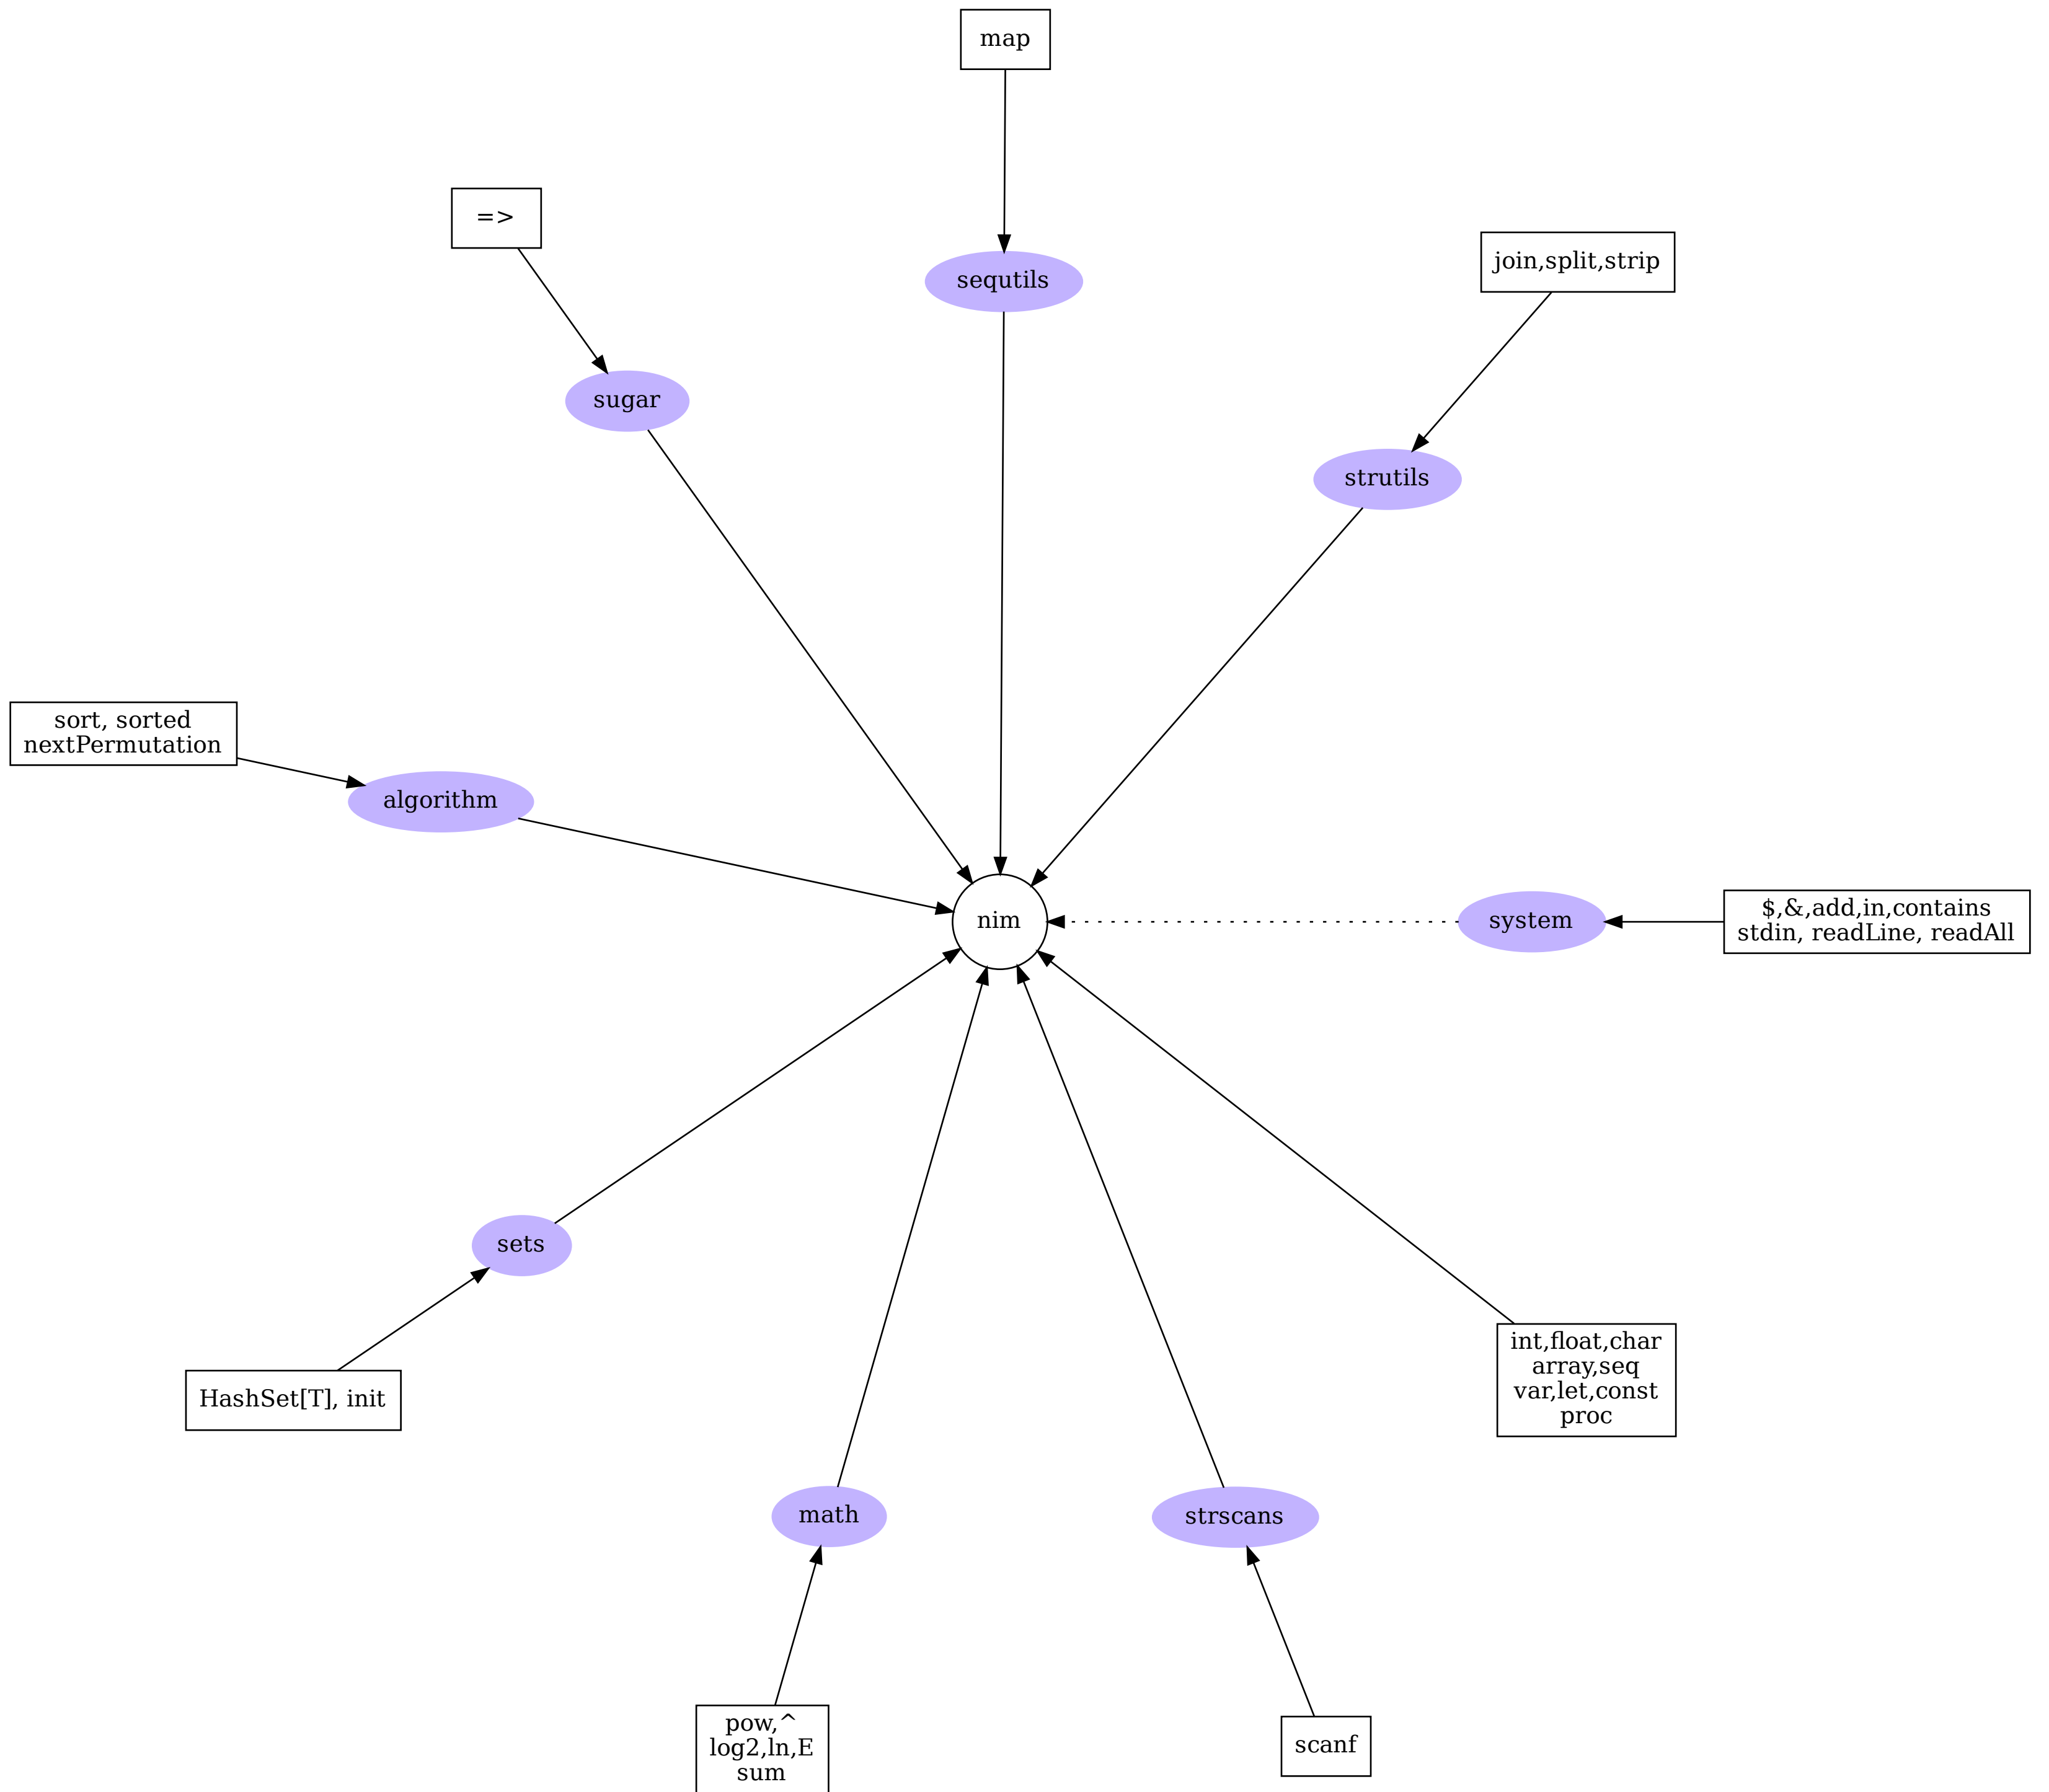 map
=>
join,split,strip
sequtils
sugar
strutils
sort, sorted
nextPermutation
algorithm
nim
system
$,&,add,in,contains
stdin, readLine, readAll
sets
int,float,char
array,seq
var,let,const
proc
HashSet[T], init
math
strscans
pow,^
log2,ln,E
sum
scanf